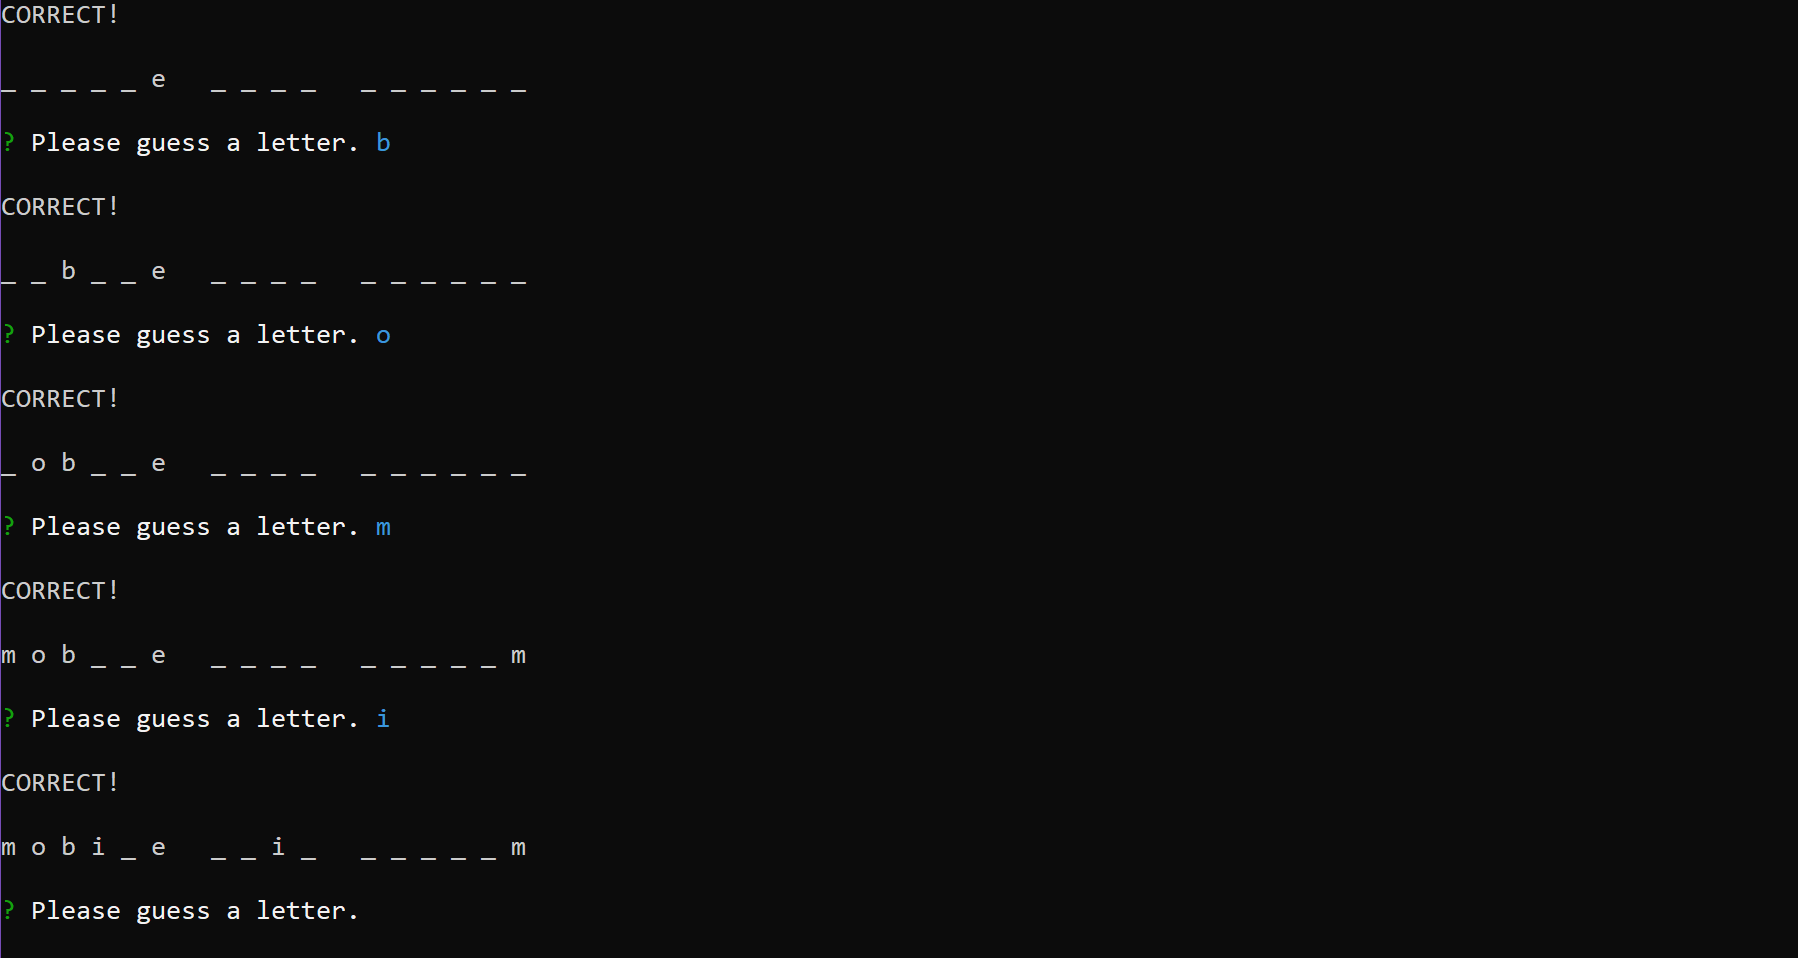 CORRECT!
_ _ _ _ _ e   _ _ _ _   _ _ _ _ _ _
? Please guess a letter. b
CORRECT!
_ _ b _ _ e   _ _ _ _   _ _ _ _ _ _
? Please guess a letter. o
CORRECT!
_ o b _ _ e   _ _ _ _   _ _ _ _ _ _
? Please guess a letter. m
CORRECT!
m o b _ _ e   _ _ _ _   _ _ _ _ _ m
? Please guess a letter. i
CORRECT!
m o b i _ e   _ _ i _   _ _ _ _ _ m
? Please guess a letter.